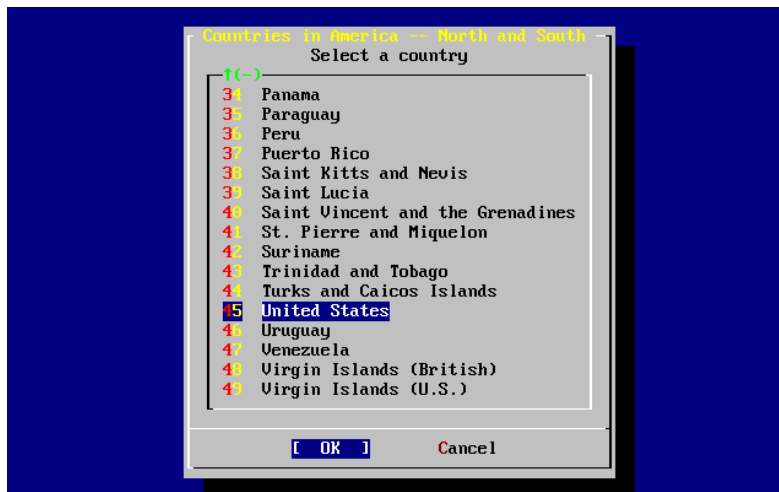 Countries in America -- North and South
Select a country
↑(-)
34 Panama
35 Paraguay
36 Peru
37 Puerto Rico
38 Saint Kitts and Nevis
39 Saint Lucia
40 Saint Vincent and the Grenadines
41 St. Pierre and Miquelon
42 Suriname
43 Trinidad and Tobago
44 Turks and Caicos Islands
45 United States
46 Uruguay
47 Venezuela
48 Virgin Islands (British)
49 Virgin Islands (U.S.)
[ OK ] Cancel